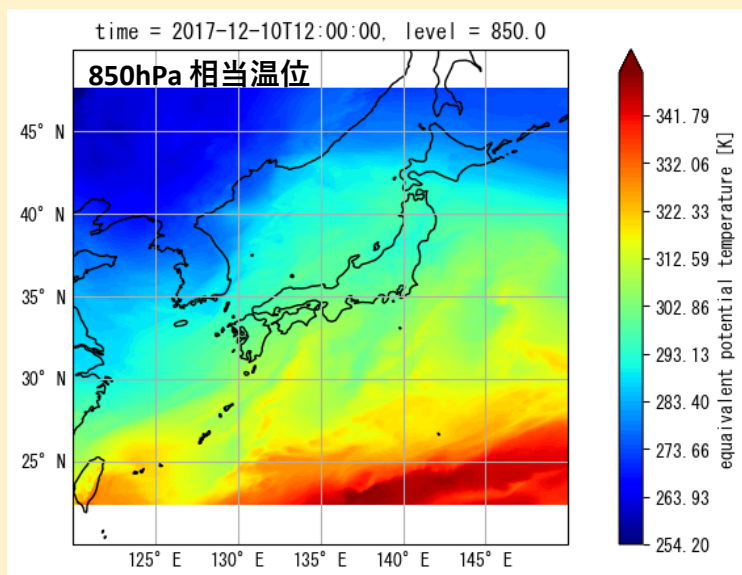 time = 2017-12-10T12:00:00, level = 850.0
850hPa 相当温位
45° N
40° N
35° N
30° N
25° N
125° E 130° E 135° E 140° E 145° E
341.79
332.06
322.33
312.59
302.86
293.13
283.40
273.66
263.93
254.20
equaivalent potential temperature [K]